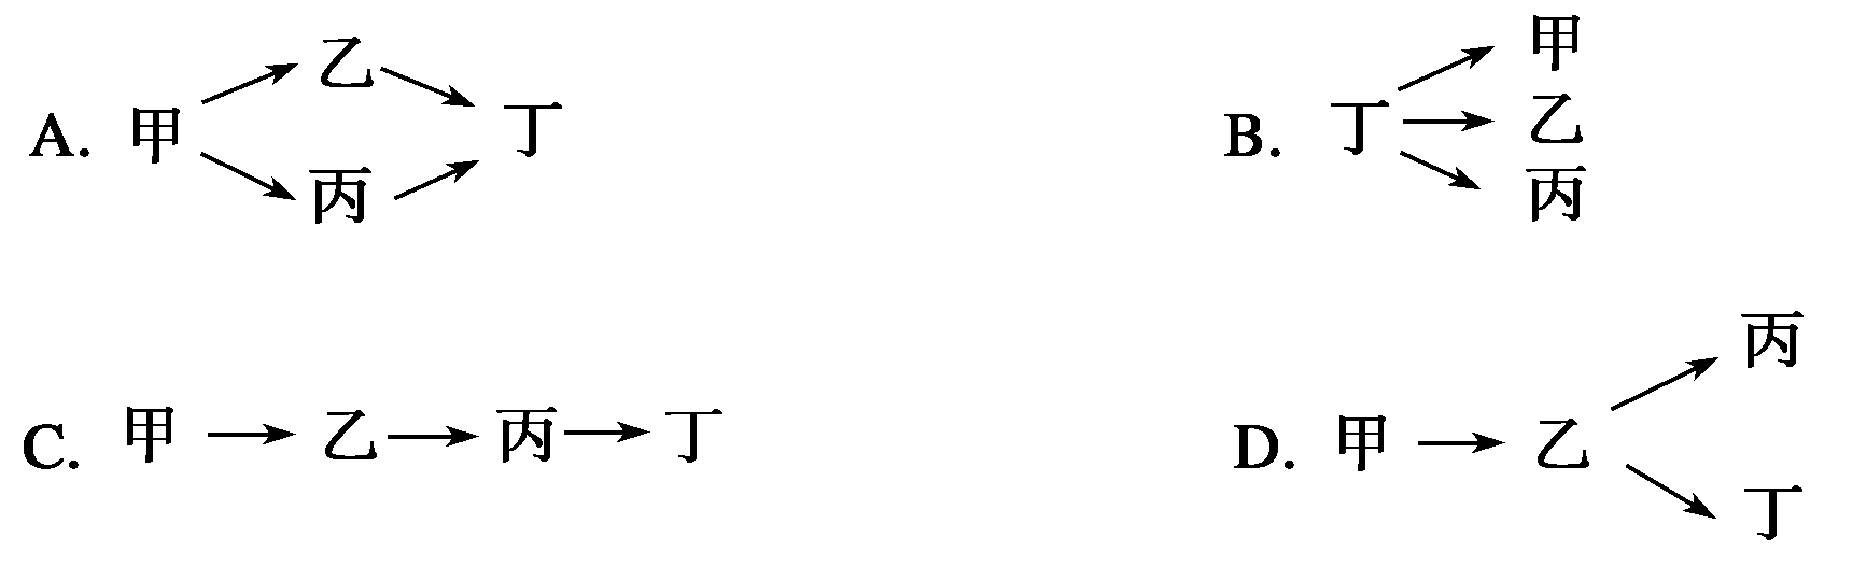 A. 甲 乙 丙 丁
B. 丁 甲 乙 丙
C. 甲 乙 丙 丁
D. 甲 乙 丙 丁